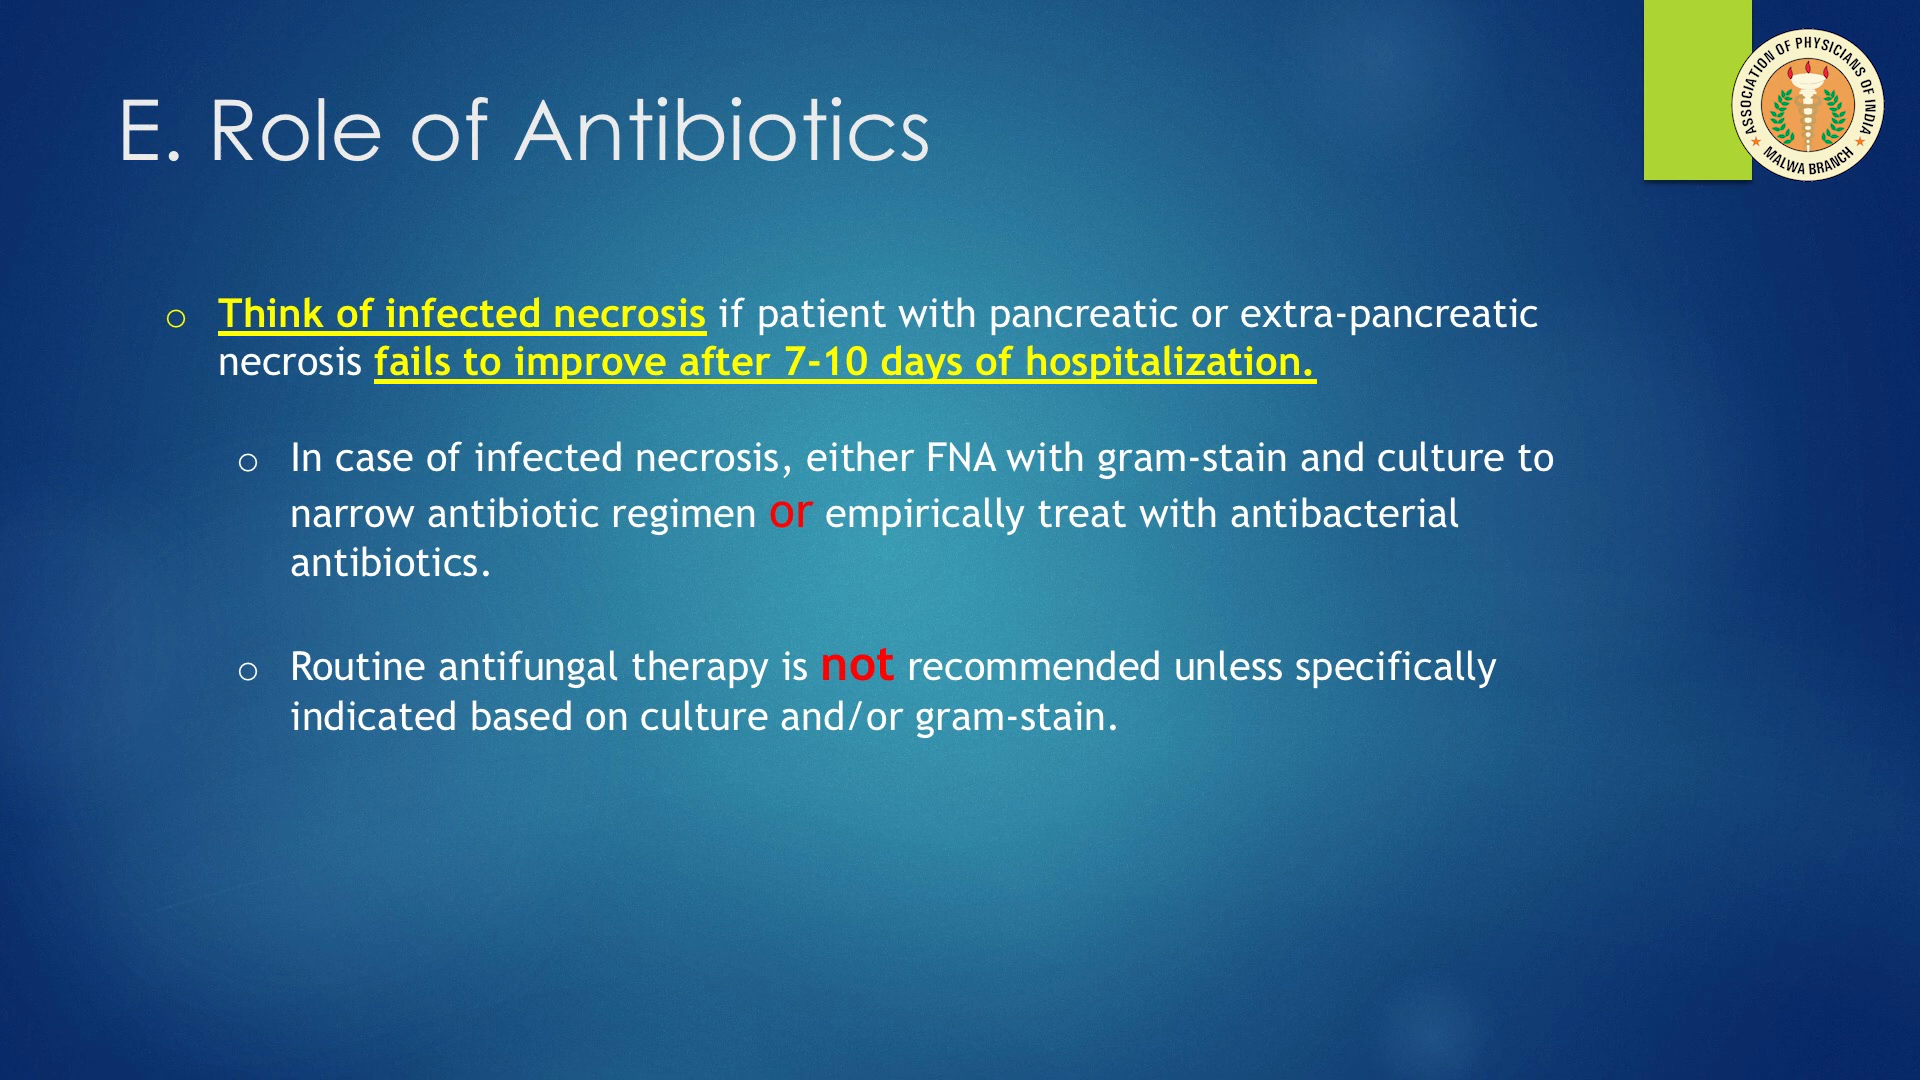 E. Role of Antibiotics
ASSOCIATION OF PHYSICIANS OF INDIA
MALWA BRANCH
Think of infected necrosis if patient with pancreatic or extra-pancreatic
necrosis fails to improve after 7-10 days of hospitalization.
In case of infected necrosis, either FNA with gram-stain and culture to
narrow antibiotic regimen or empirically treat with antibacterial
antibiotics.
Routine antifungal therapy is not recommended unless specifically
indicated based on culture and/or gram-stain.